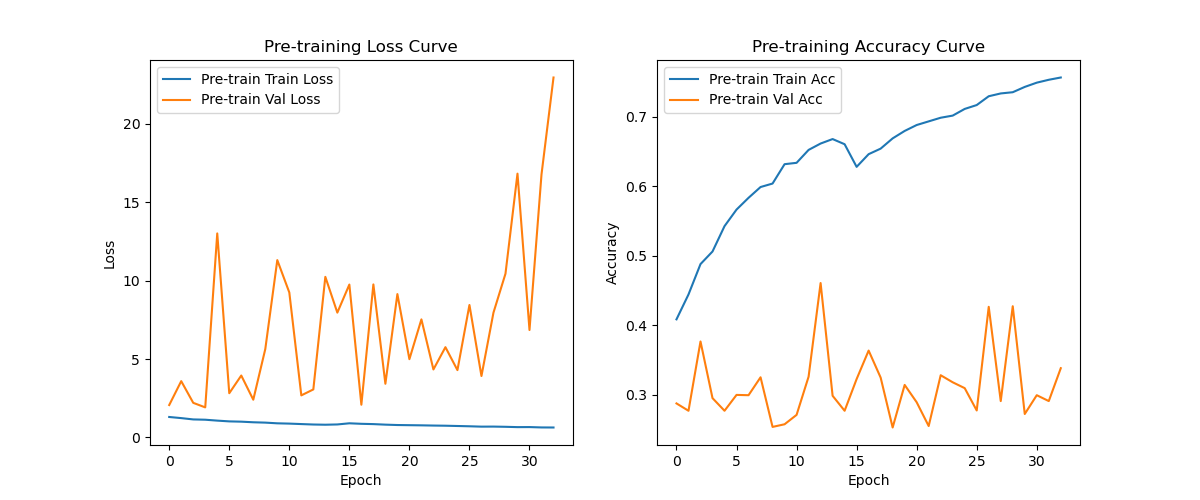 Pre-training Loss Curve
Pre-train Train Loss
Pre-train Val Loss
Loss
20
15
10
5
0
0 5 10 15 20 25 30
Epoch
Pre-training Accuracy Curve
Pre-train Train Acc
Pre-train Val Acc
Accuracy
0.7
0.6
0.5
0.4
0.3
0 5 10 15 20 25 30
Epoch